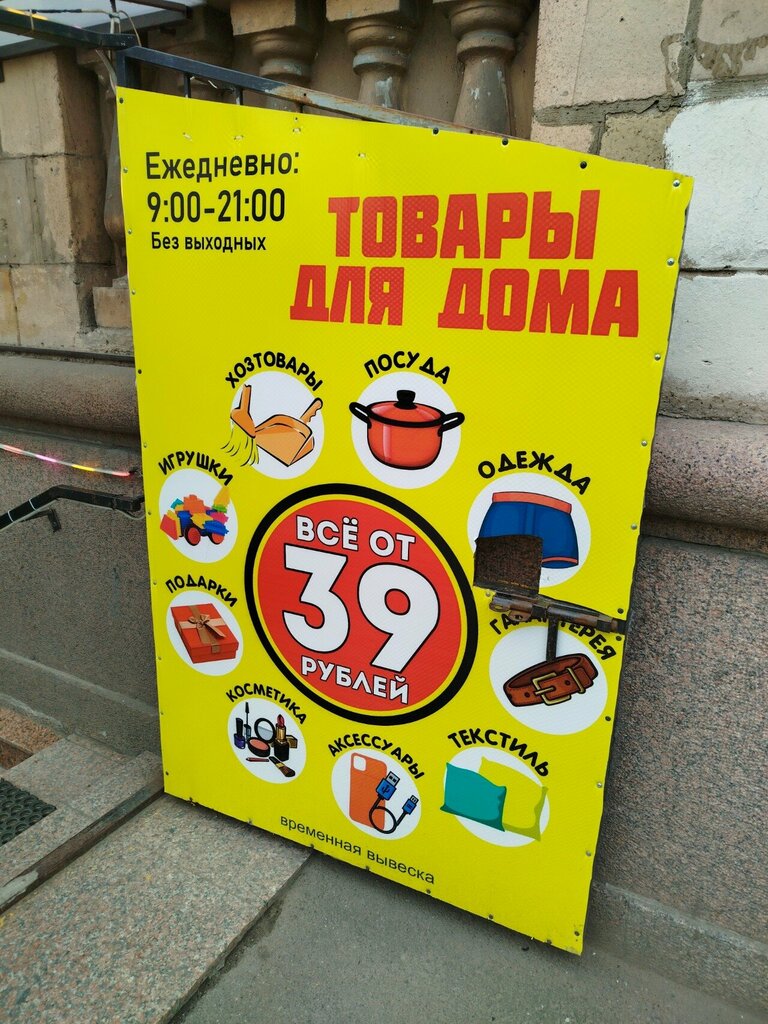 Ежедневно:
9:00-21:00
Без выходных
ТОВАРЫ
ДЛЯ ДОМА
ХОЗТОВАРЫ
ПОСУДА
ИГРУШКИ
ОДЕЖДА
ВСЁ ОТ
39
РУБЛЕЙ
ПОДАРКИ
ГАЛАНТЕРЕЯ
КОСМЕТИКА
АКСЕССУАРЫ
ТЕКСТИЛЬ
временная вывеска